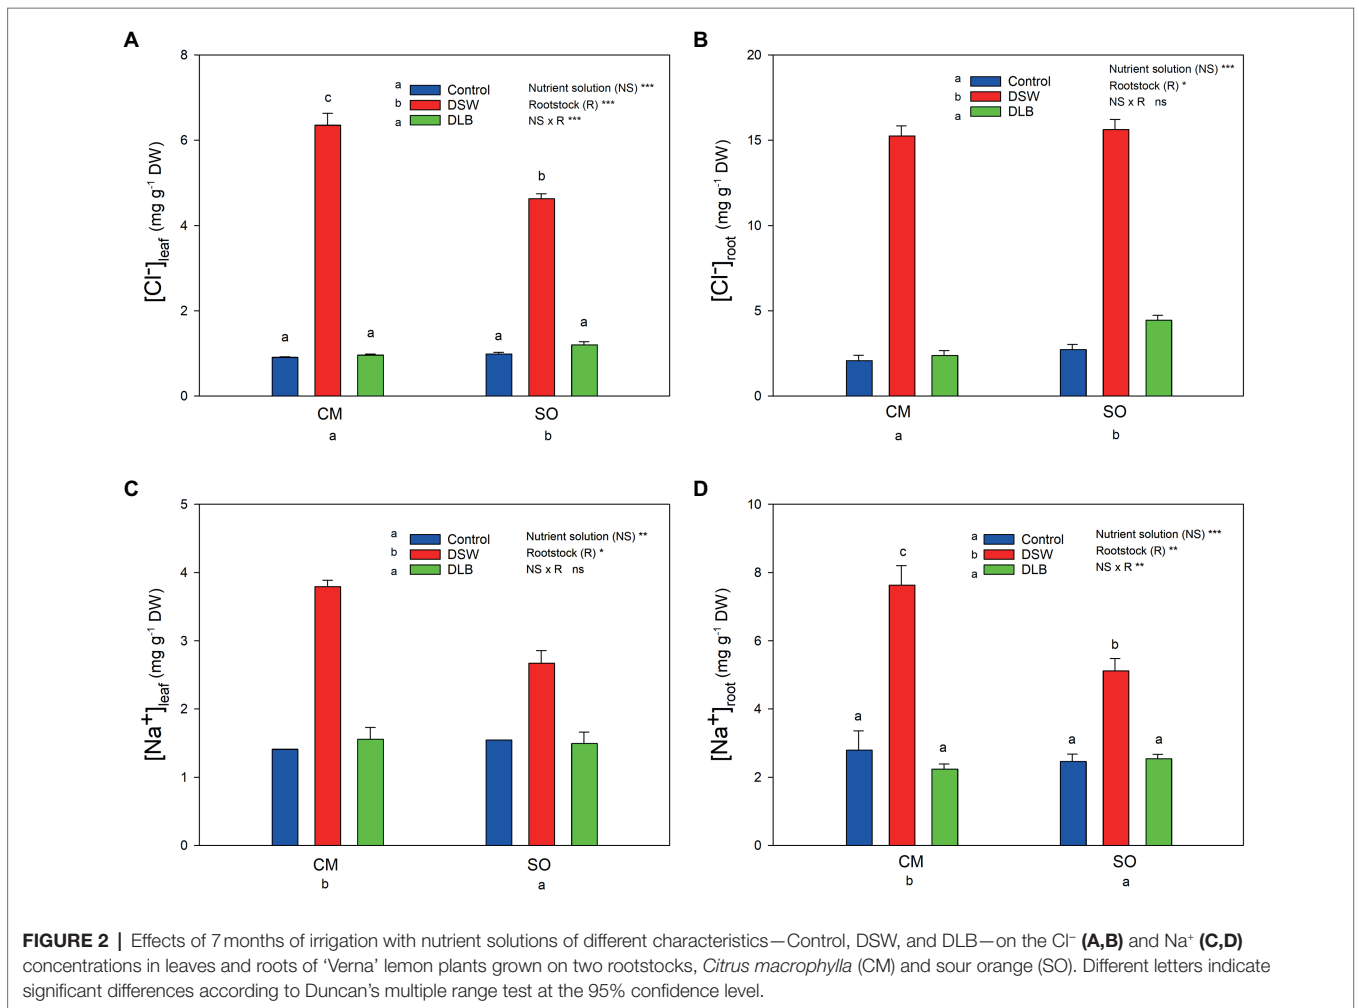 A
8
6
4
2
0
[Cl⁻]leaf (mg g⁻¹ DW)
a Control
b DSW
a DLB
Nutrient solution (NS) ***
Rootstock (R) ***
NS x R ***
a
c
a
a
b
a
CM
SO
a
b
B
20
15
10
5
0
[Cl⁻]root (mg g⁻¹ DW)
a Control
b DSW
a DLB
Nutrient solution (NS) ***
Rootstock (R) *
NS x R ns
CM
SO
a
b
C
5
4
3
2
1
0
[Na⁺]leaf (mg g⁻¹ DW)
a Control
b DSW
a DLB
Nutrient solution (NS) **
Rootstock (R) *
NS x R ns
CM
SO
b
a
D
10
8
6
4
2
0
[Na⁺]root (mg g⁻¹ DW)
a Control
b DSW
a DLB
Nutrient solution (NS) ***
Rootstock (R) **
NS x R **
a
c
a
a
b
a
CM
SO
b
a
FIGURE 2 | Effects of 7 months of irrigation with nutrient solutions of different characteristics—Control, DSW, and DLB—on the Cl⁻ (A,B) and Na⁺ (C,D)
concentrations in leaves and roots of ‘Verna’ lemon plants grown on two rootstocks, Citrus macrophylla (CM) and sour orange (SO). Different letters indicate
significant differences according to Duncan’s multiple range test at the 95% confidence level.